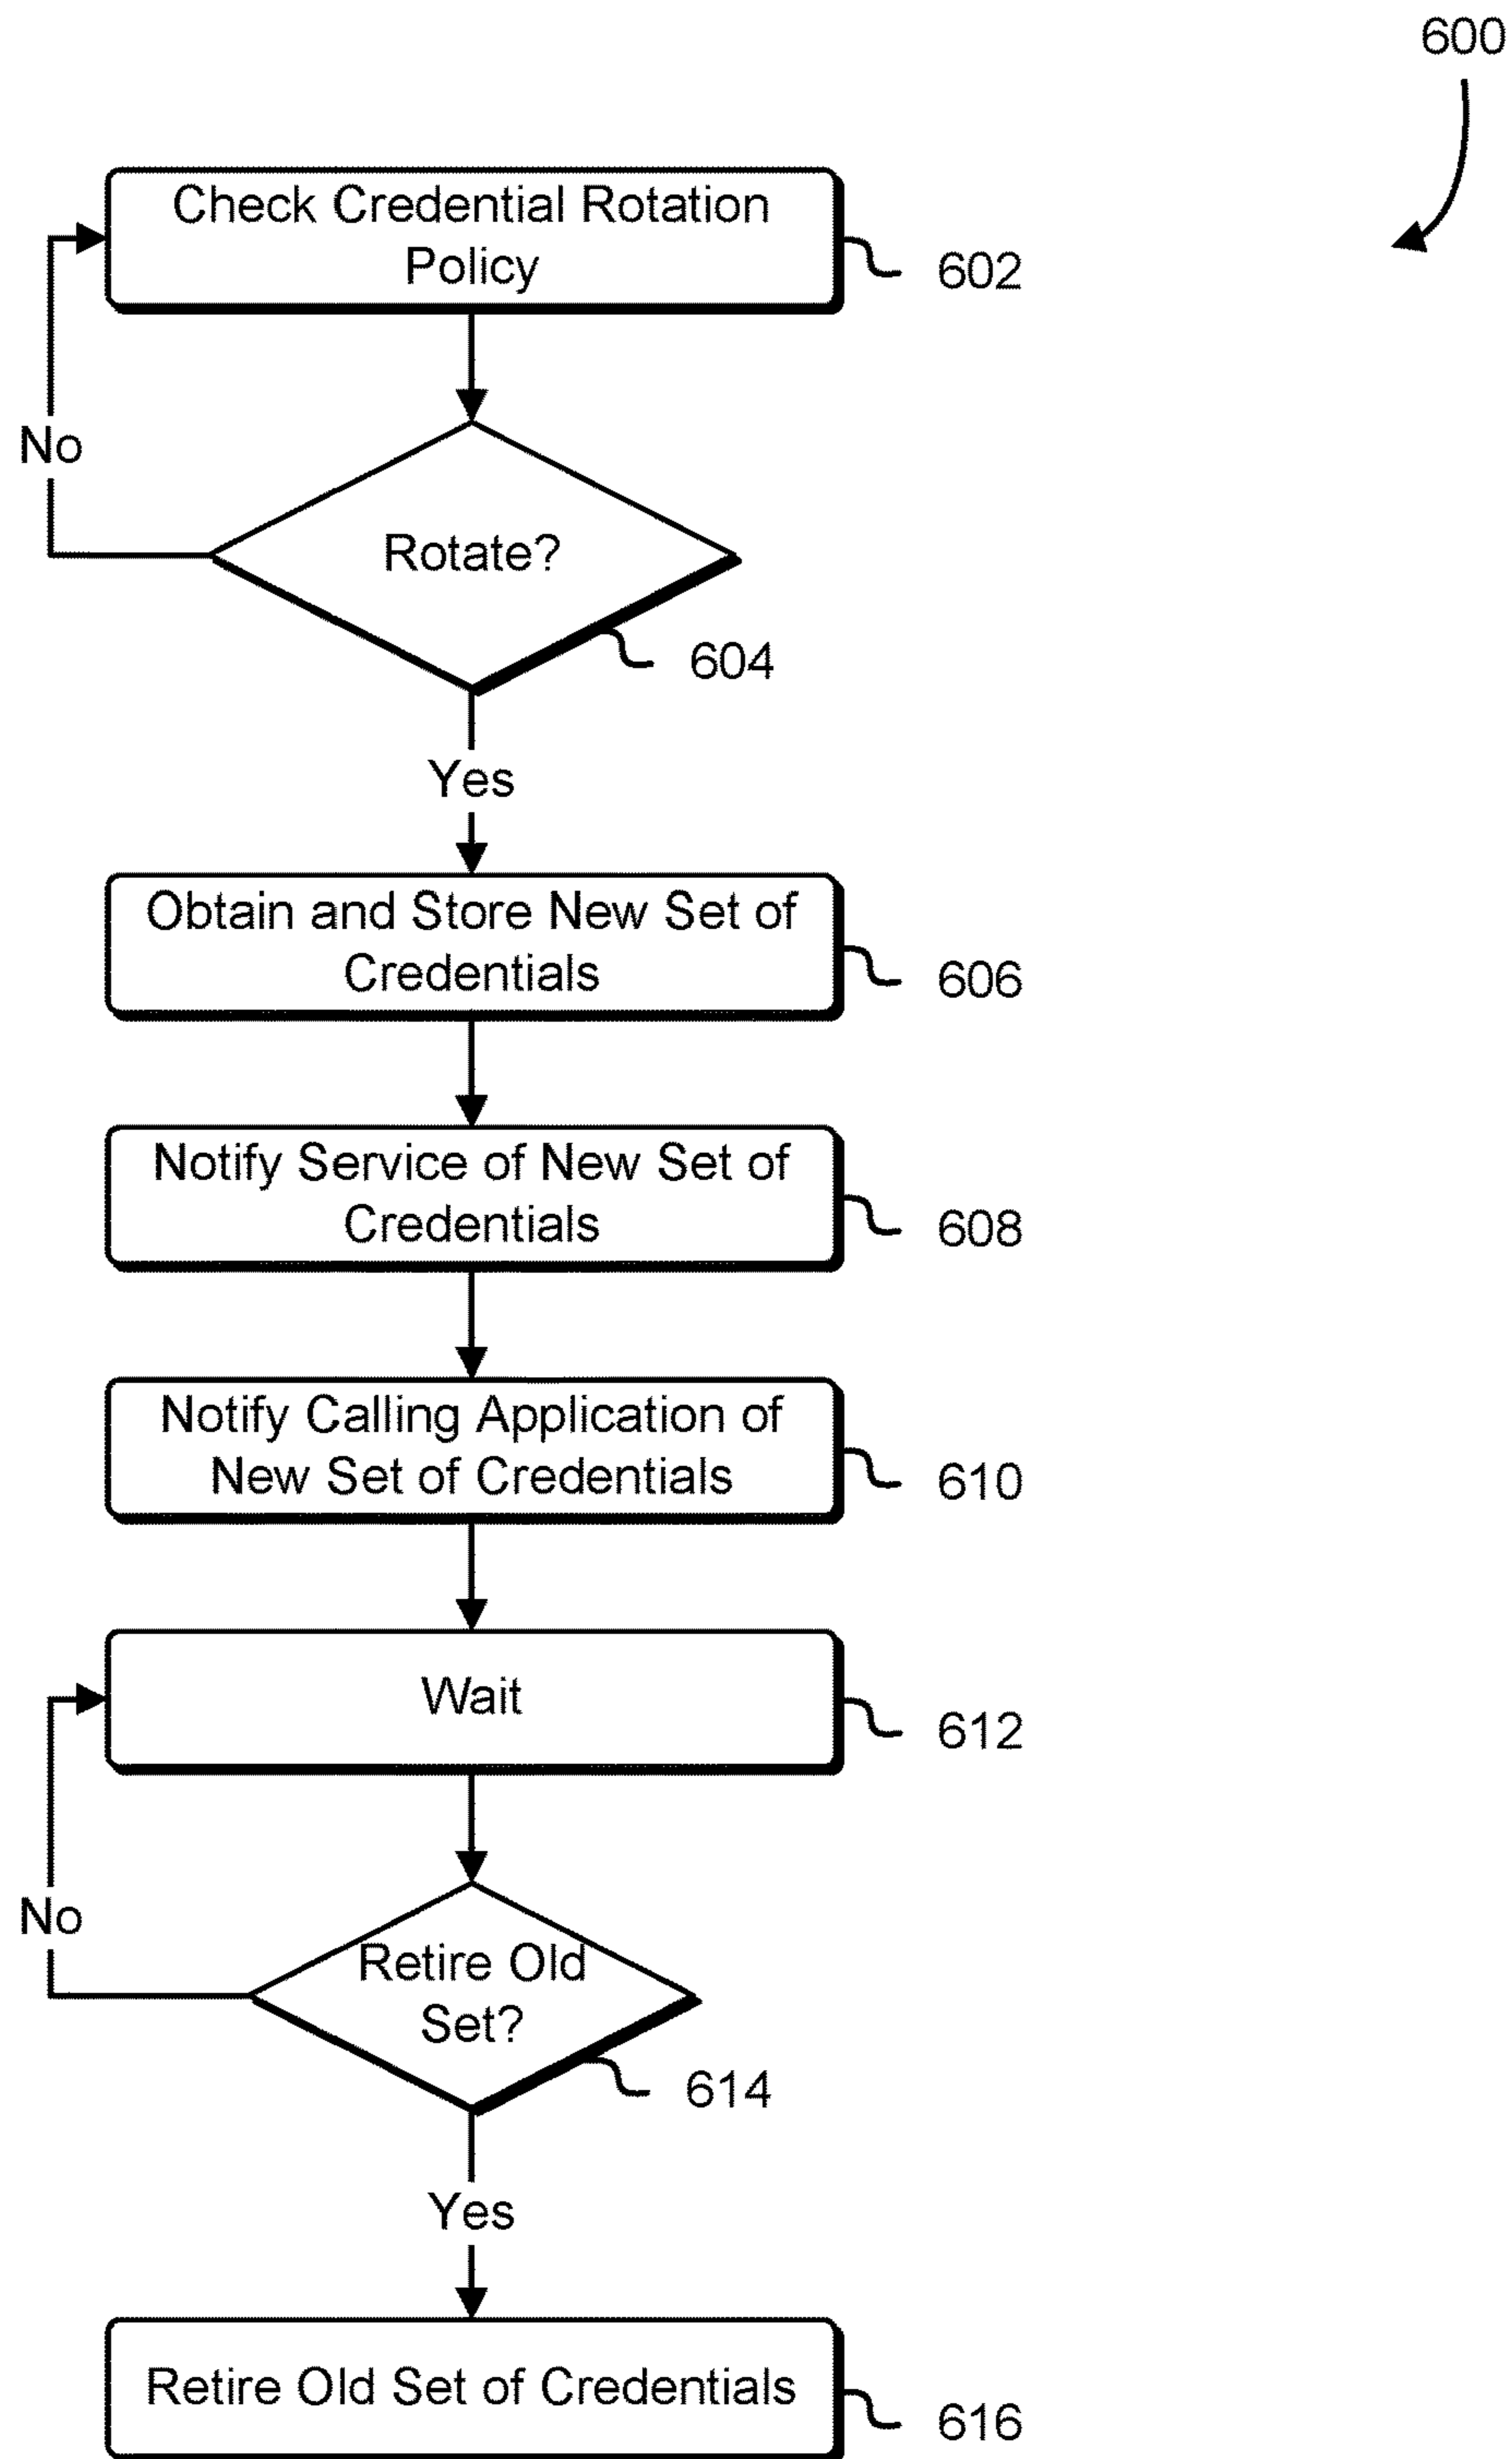 600
Check Credential Rotation
Policy
602
No
Rotate?
604
Yes
Obtain and Store New Set of
Credentials
606
Notify Service of New Set of
Credentials
608
Notify Calling Application of
New Set of Credentials
610
Wait
612
No
Retire Old
Set?
614
Yes
Retire Old Set of Credentials
616